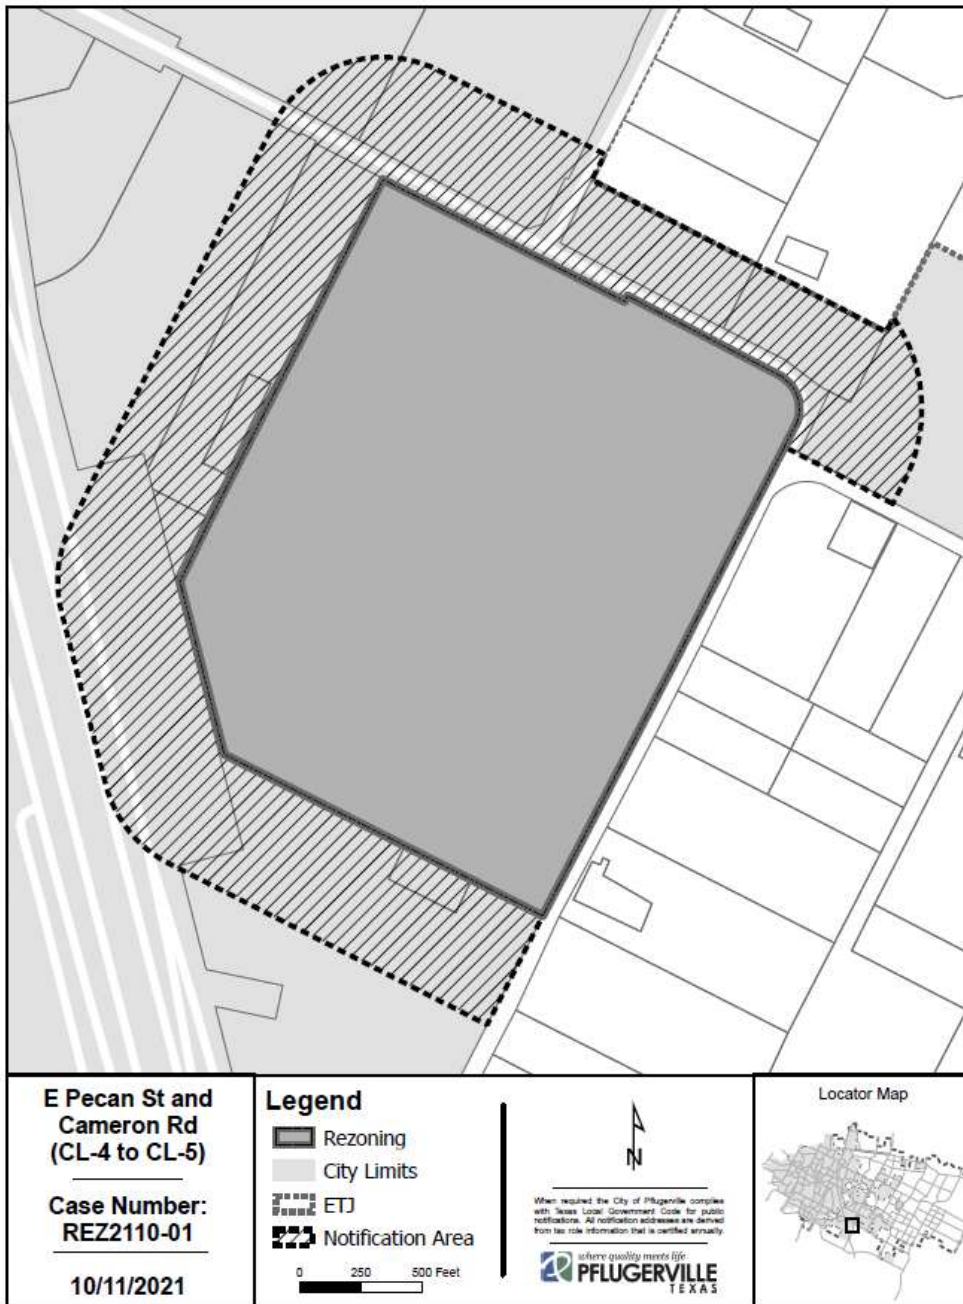 E Pecan St and
Cameron Rd
(CL-4 to CL-5)
Case Number:
REZ2110-01
10/11/2021
Legend
Rezoning
City Limits
ETJ
Notification Area
0 250 500 Feet
N
When required the City of Pflugerville complies
with Texas Local Government Code for public
notifications. All notification addresses are derived
from tax role information that is certified annually.
where quality meets life
PFLUGERVILLE
TEXAS
Locator Map